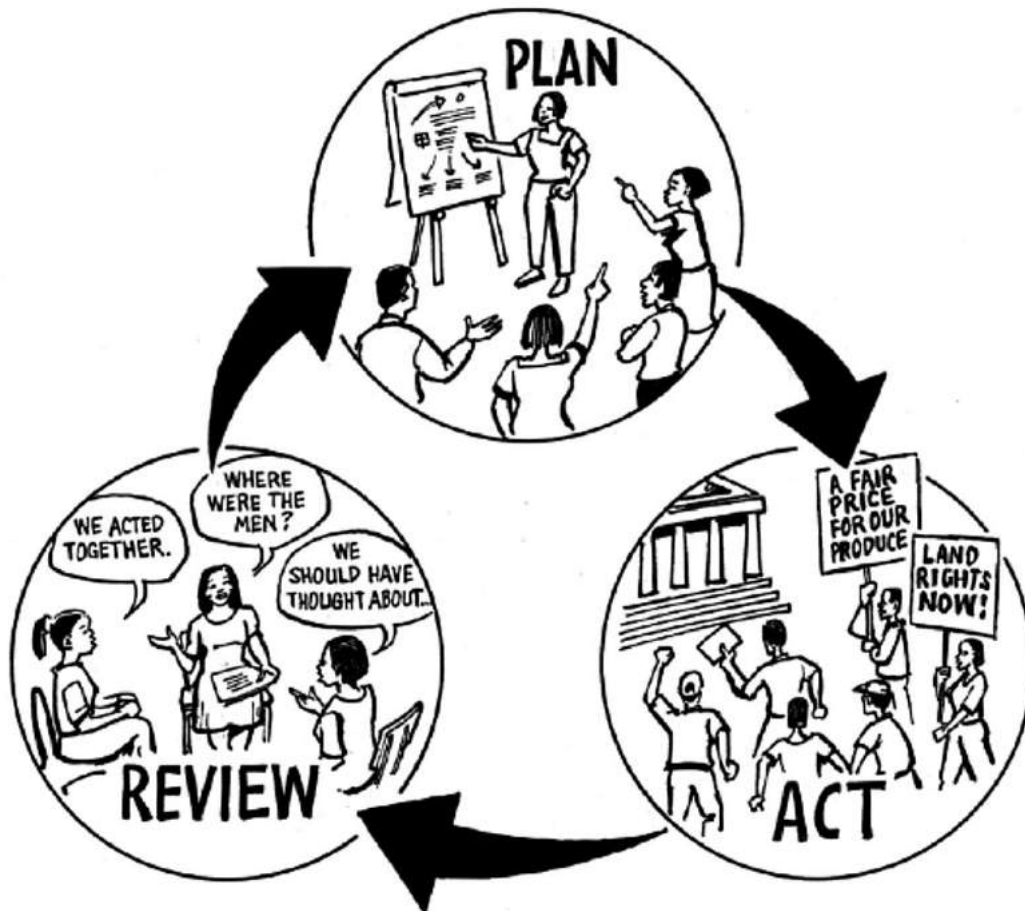 PLAN
A FAIR
PRICE
FOR OUR
PRODUCE
LAND
RIGHTS
NOW!
ACT
WE ACTED
TOGETHER.
WHERE
WERE THE
MEN?
WE
SHOULD HAVE
THOUGHT ABOUT...
REVIEW